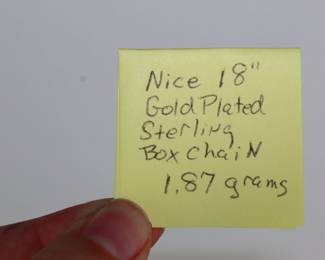 Nice 18"
Gold Plated
Sterling
Box Chain
1.87 grams